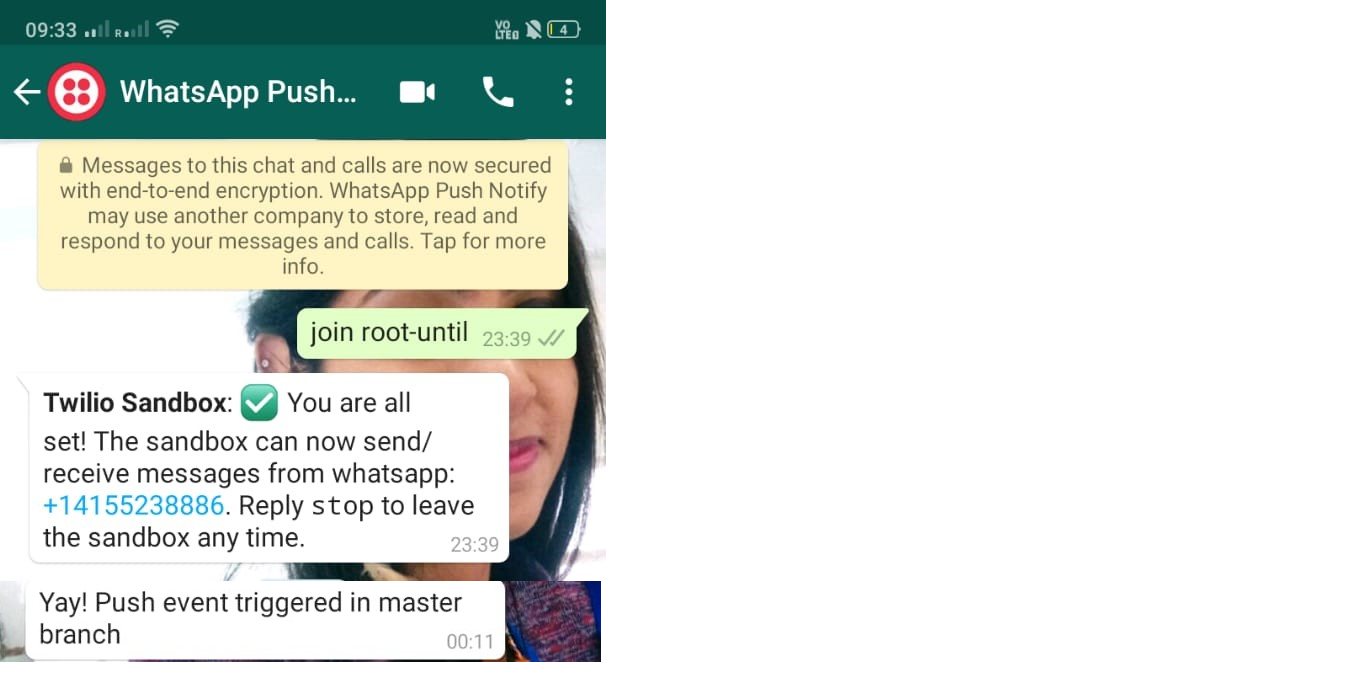 09:33 R VO LTE 4
WhatsApp Push...
Messages to this chat and calls are now secured
with end-to-end encryption. WhatsApp Push Notify
may use another company to store, read and
respond to your messages and calls. Tap for more
info.
join root-until 23:39
Twilio Sandbox: ✅ You are all
set! The sandbox can now send/
receive messages from whatsapp:
+14155238886. Reply stop to leave
the sandbox any time. 23:39
Yay! Push event triggered in master
branch 00:11